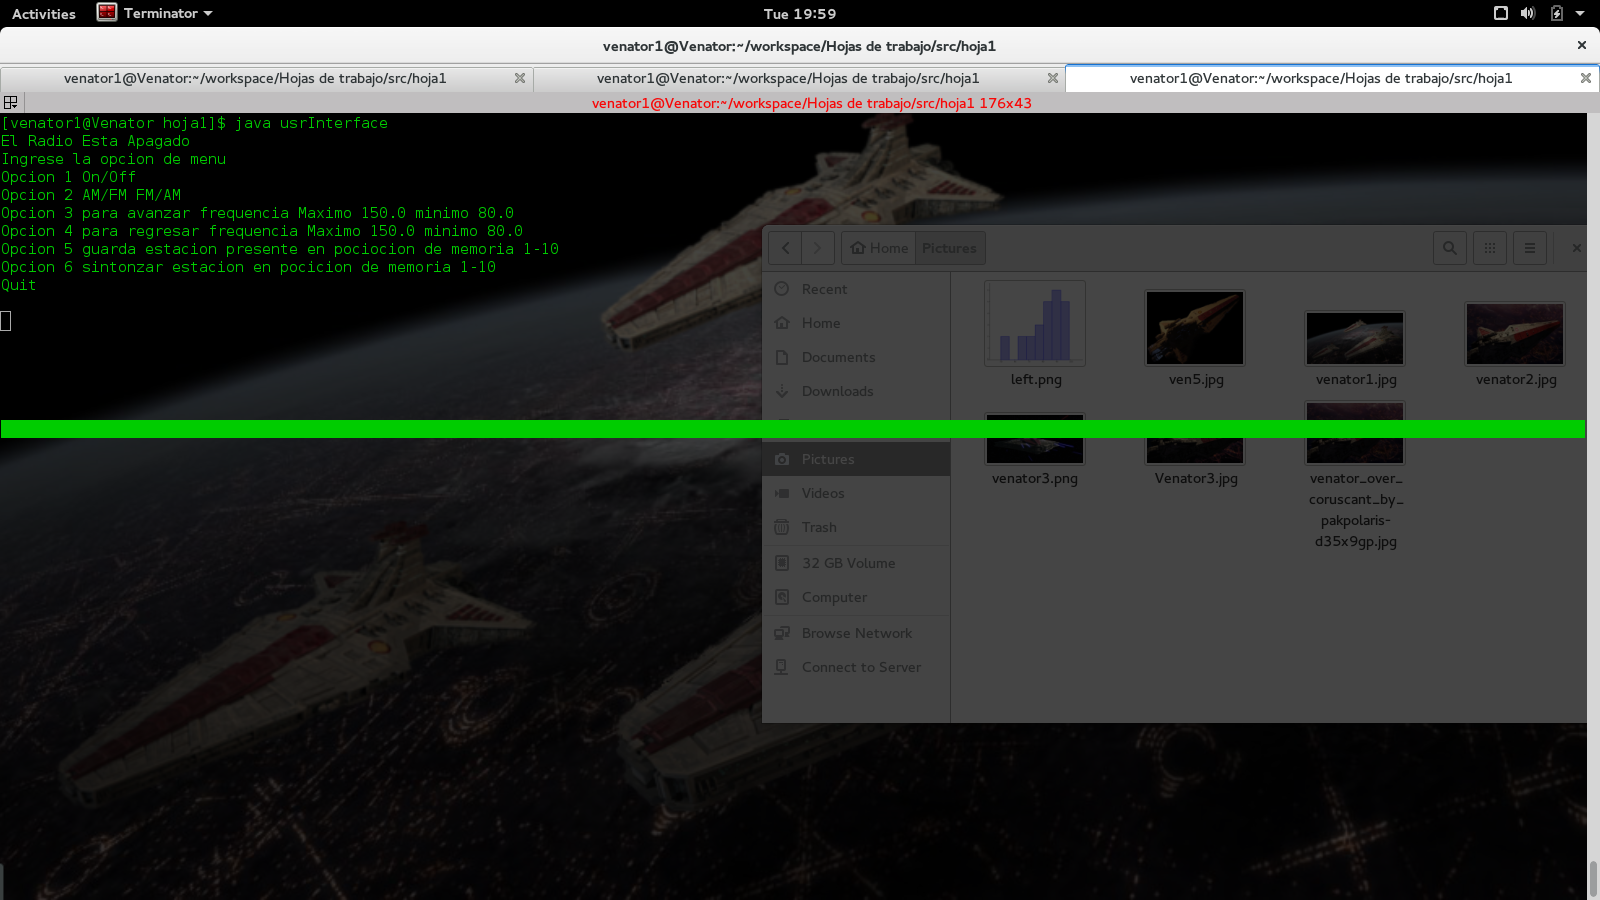 Activities Terminator Tue 19:59
venator1@Venator:~/workspace/Hojas de trabajo/src/hoja1
venator1@Venator:~/workspace/Hojas de trabajo/src/hoja1 venator1@Venator:~/workspace/Hojas de trabajo/src/hoja1 venator1@Venator:~/workspace/Hojas de trabajo/src/hoja1
venator1@Venator:~/workspace/Hojas de trabajo/src/hoja1 176x43
[venator1@Venator hoja1]$ java usrInterface
El Radio Esta Apagado
Ingrese la opcion de menu
Opcion 1 On/Off
Opcion 2 AM/FM FM/AM
Opcion 3 para avanzar frequencia Maximo 150.0 minimo 80.0
Opcion 4 para regresar frequencia Maximo 150.0 minimo 80.0
Opcion 5 guarda estacion presente en pociocion de memoria 1-10
Opcion 6 sintonzar estacion en pocicion de memoria 1-10
Quit
Home Pictures
Recent
Home
Documents
Downloads
Pictures
Videos
Trash
32 GB Volume
Computer
Browse Network
Connect to Server
left.png ven5.jpg venator1.jpg venator2.jpg
venator3.png Venator3.jpg venator_over_
coruscant_by_
pakpolaris-
d35x9gp.jpg